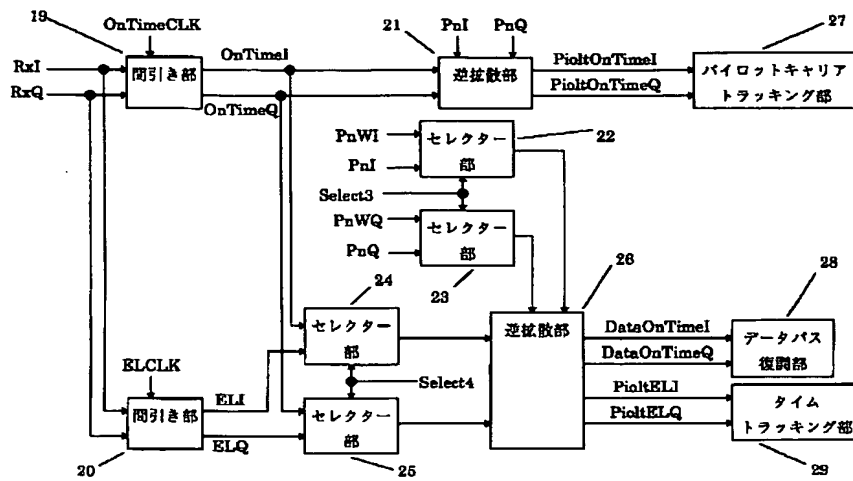 19
OnTimeCLK
21
PnI
PnQ
27
RxI
RxQ
間引き部
OnTimeI
OnTimeQ
逆拡散部
PioltOnTimeI
PioltOnTimeQ
パイロットキャリア
トラッキング部
PnWI
PnI
セレクター
部
22
Select3
PnWQ
PnQ
セレクター
部
23
24
26
28
セレクター
部
逆拡散部
DataOnTimeI
DataOnTimeQ
データパス
復調部
ELCLK
Select4
間引き部
ELI
ELQ
セレクター
部
PioltELI
PioltELQ
タイム
トラッキング部
20
25
29